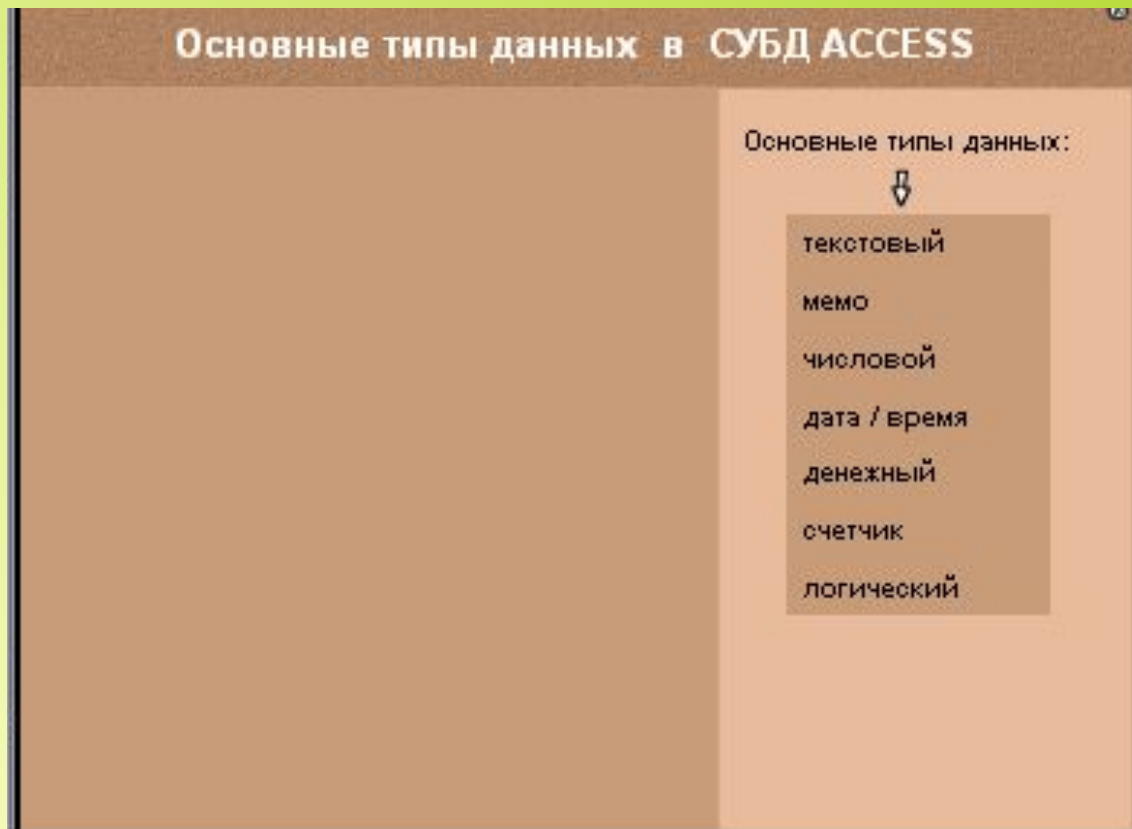 Основные типы данных в СУБД ACCESS
Основные типы данных:
текстовый
мемо
числовой
дата / время
денежный
счетчик
логический